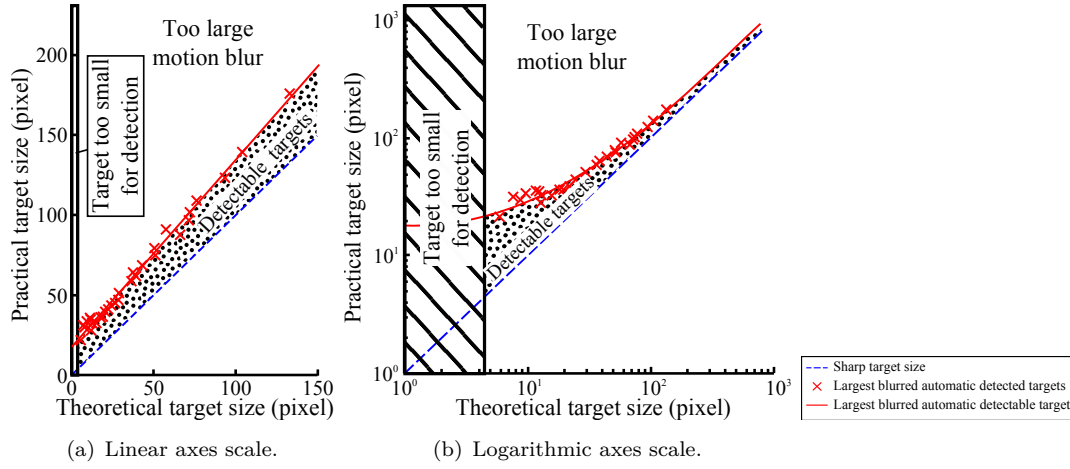 Too large
motion blur
Target too small
for detection
Detectable targets
Practical target size (pixel)
200
150
100
50
0
0
50
100
150
Theoretical target size (pixel)
(a) Linear axes scale.
Too large
motion blur
Target too small
for detection
Detectable targets
Practical target size (pixel)
10³
10²
10¹
10⁰
10⁰
10¹
10²
10³
Theoretical target size (pixel)
(b) Logarithmic axes scale.
Sharp target size
Largest blurred automatic detected targets
Largest blurred automatic detectable target